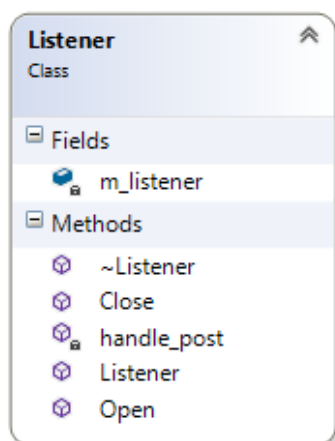 Listener
Class
Fields
m_listener
Methods
~Listener
Close
handle_post
Listener
Open